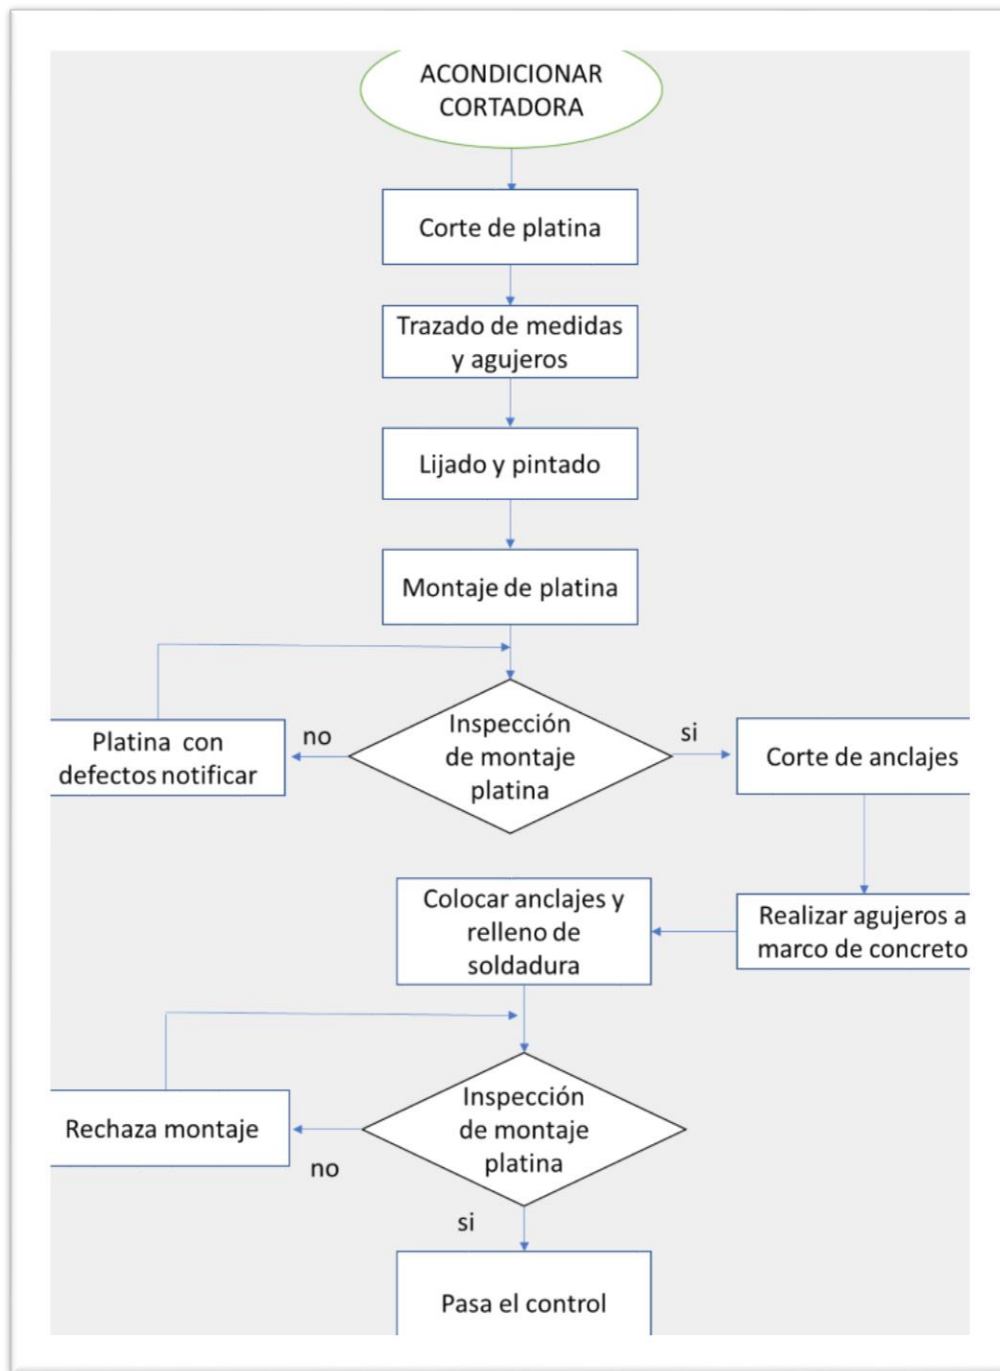 ACONDICIONAR
CORTADORA
Corte de platina
Trazado de medidas
y agujeros
Lijado y pintado
Montaje de platina
Inspección
de montaje
platina
no
Platina con
defectos notificar
si
Corte de anclajes
Realizar agujeros a
marco de concreto
Colocar anclajes y
relleno de
soldadura
Inspección
de montaje
platina
no
Rechaza montaje
si
Pasa el control